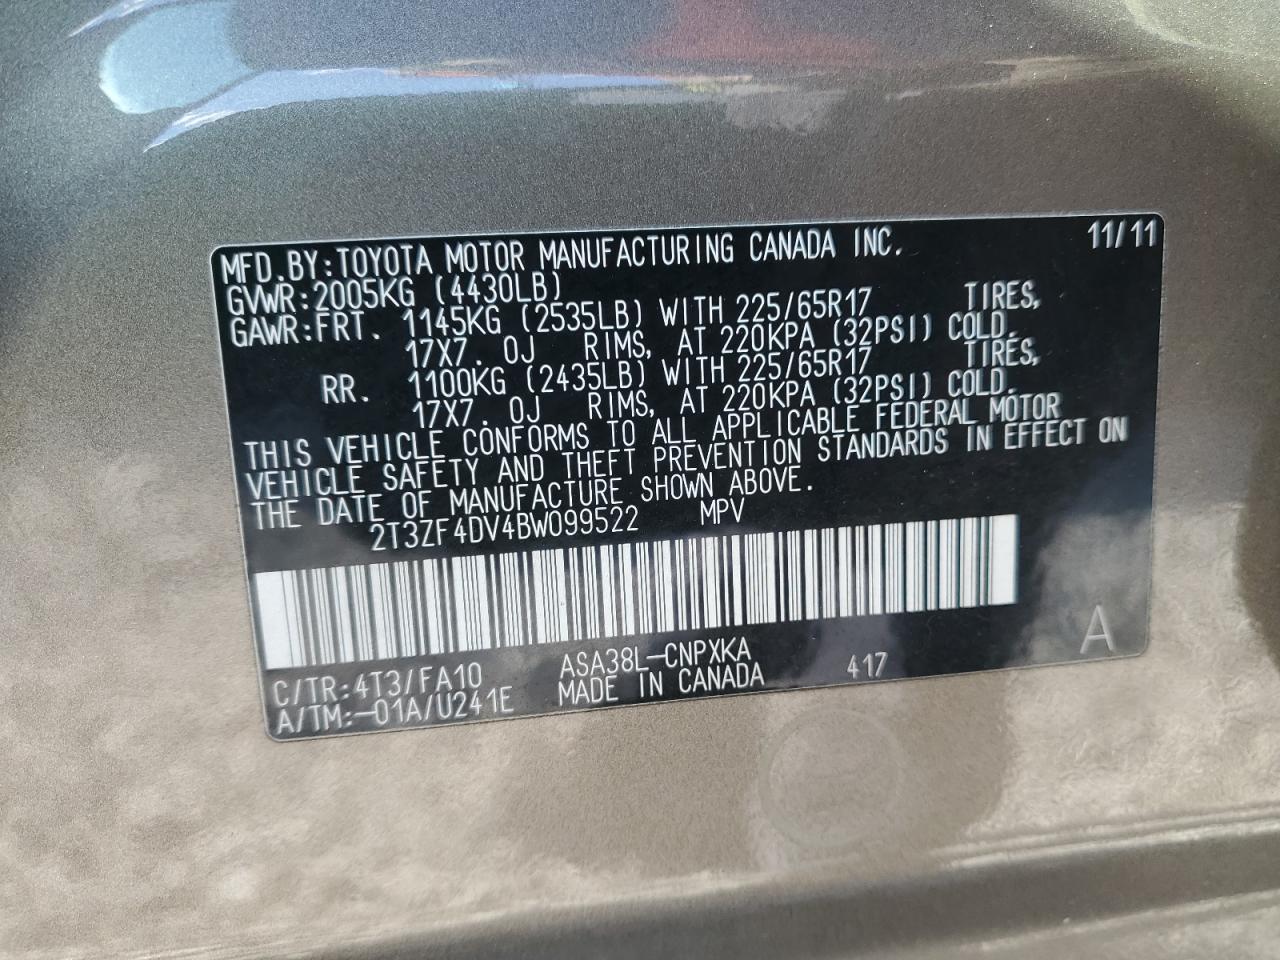 MFD.BY:TOYOTA MOTOR MANUFACTURING CANADA INC. 11/11
GVWR:2005KG (4430LB)
GAWR:FRT. 1145KG (2535LB) WITH 225/65R17 TIRES,
17X7.0J RIMS, AT 220KPA (32PSI) COLD.
RR. 1100KG (2435LB) WITH 225/65R17 TIRES,
17X7.0J RIMS, AT 220KPA (32PSI) COLD.
THIS VEHICLE CONFORMS TO ALL APPLICABLE FEDERAL MOTOR
VEHICLE SAFETY AND THEFT PREVENTION STANDARDS IN EFFECT ON
THE DATE OF MANUFACTURE SHOWN ABOVE.
2T3ZF4DV4BW099522 MPV
C/TR:4T3/FA10 ASA38L-CNPXKA 417 A
A/TM:-01A/U241E MADE IN CANADA